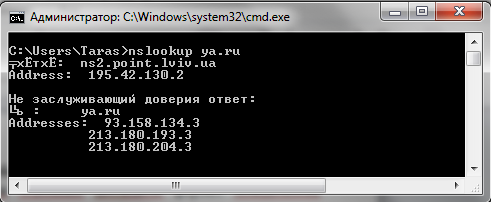 Администратор: C:\Windows\system32\cmd.exe
C:\Users\Taras>nslookup ya.ru
╤хЁтхЁ: ns2.point.lviv.ua
Address: 195.42.130.2
Не заслуживающий доверия ответ:
ya.ru
Addresses: 93.158.134.3
213.180.193.3
213.180.204.3